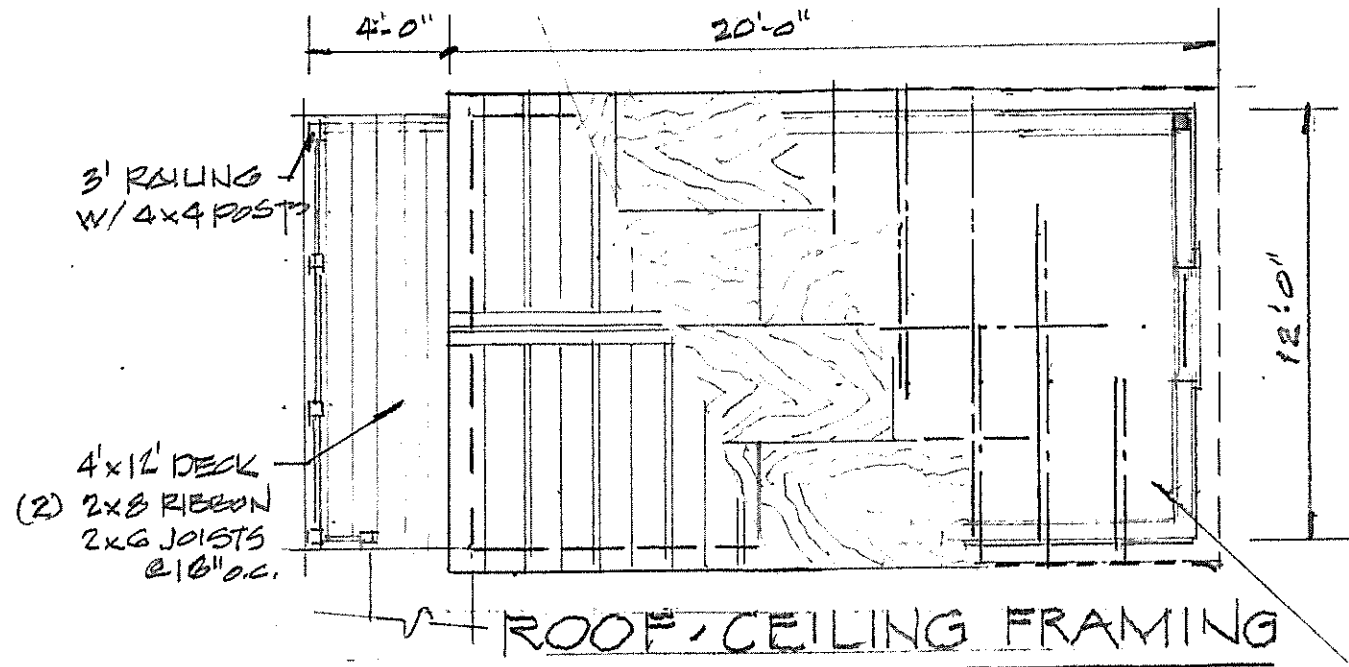 4'-0"
20'-0"
3' RAILING
W/ 4x4 POSTS
12'-0"
4'x12' DECK
(2) 2x8 RIBBON
2x6 JOISTS
@16"o.c.
ROOF, CEILING FRAMING